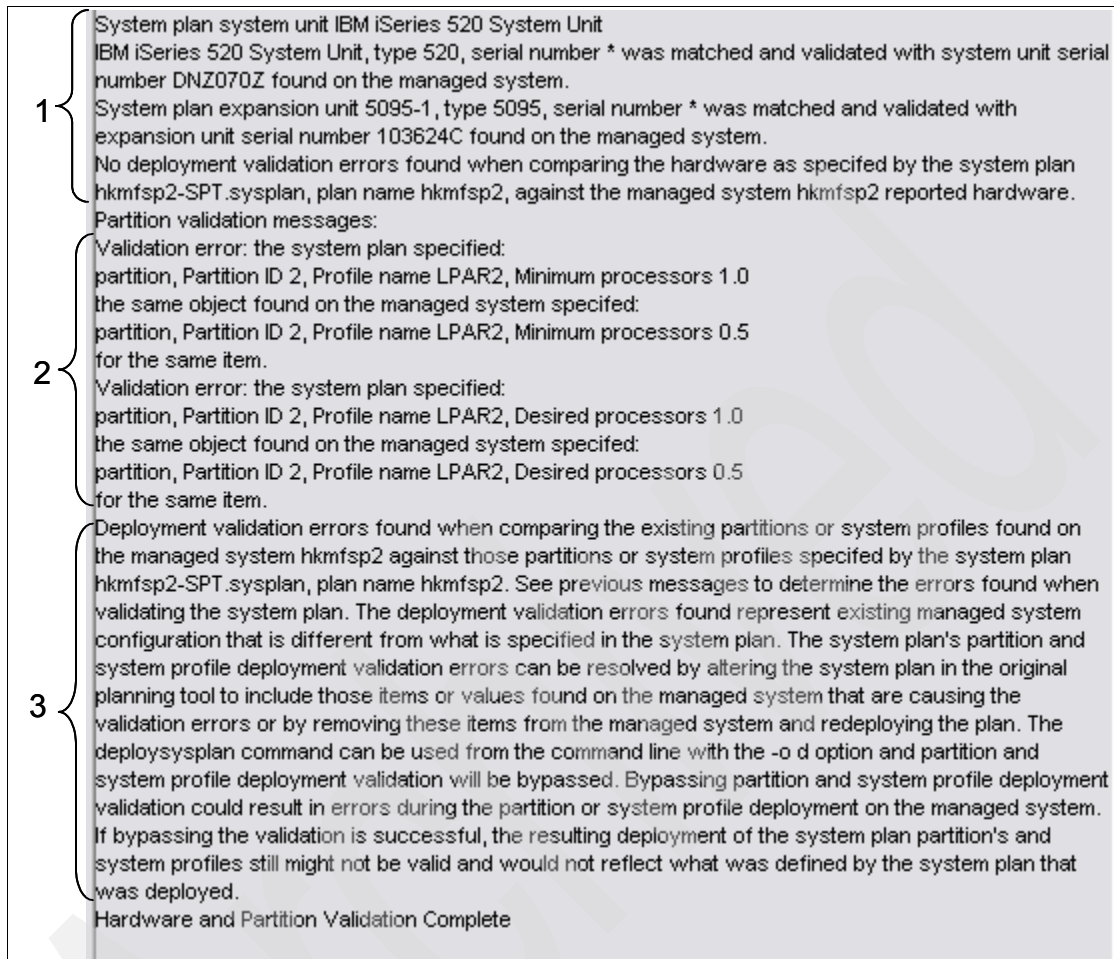 System plan system unit IBM iSeries 520 System Unit
IBM iSeries 520 System Unit, type 520, serial number * was matched and validated with system unit serial
number DNZ070Z found on the managed system.
1
System plan expansion unit 5095-1, type 5095, serial number * was matched and validated with
expansion unit serial number 103624C found on the managed system.
No deployment validation errors found when comparing the hardware as specifed by the system plan
hkmfsp2-SPT.sysplan, plan name hkmfsp2, against the managed system hkmfsp2 reported hardware.
Partition validation messages:
Validation error: the system plan specified:
partition, Partition ID 2, Profile name LPAR2, Minimum processors 1.0
the same object found on the managed system specifed:
partition, Partition ID 2, Profile name LPAR2, Minimum processors 0.5
for the same item.
2
Validation error: the system plan specified:
partition, Partition ID 2, Profile name LPAR2, Desired processors 1.0
the same object found on the managed system specifed:
partition, Partition ID 2, Profile name LPAR2, Desired processors 0.5
for the same item.
Deployment validation errors found when comparing the existing partitions or system profiles found on
the managed system hkmfsp2 against those partitions or system profiles specifed by the system plan
hkmfsp2-SPT.sysplan, plan name hkmfsp2. See previous messages to determine the errors found when
validating the system plan. The deployment validation errors found represent existing managed system
configuration that is different from what is specified in the system plan. The system plan's partition and
system profile deployment validation errors can be resolved by altering the system plan in the original
planning tool to include those items or values found on the managed system that are causing the
3
validation errors or by removing these items from the managed system and redeploying the plan. The
deploysysplan command can be used from the command line with the -o d option and partition and
system profile deployment validation will be bypassed. Bypassing partition and system profile deployment
validation could result in errors during the partition or system profile deployment on the managed system.
If bypassing the validation is successful, the resulting deployment of the system plan partition's and
system profiles still might not be valid and would not reflect what was defined by the system plan that
was deployed.
Hardware and Partition Validation Complete